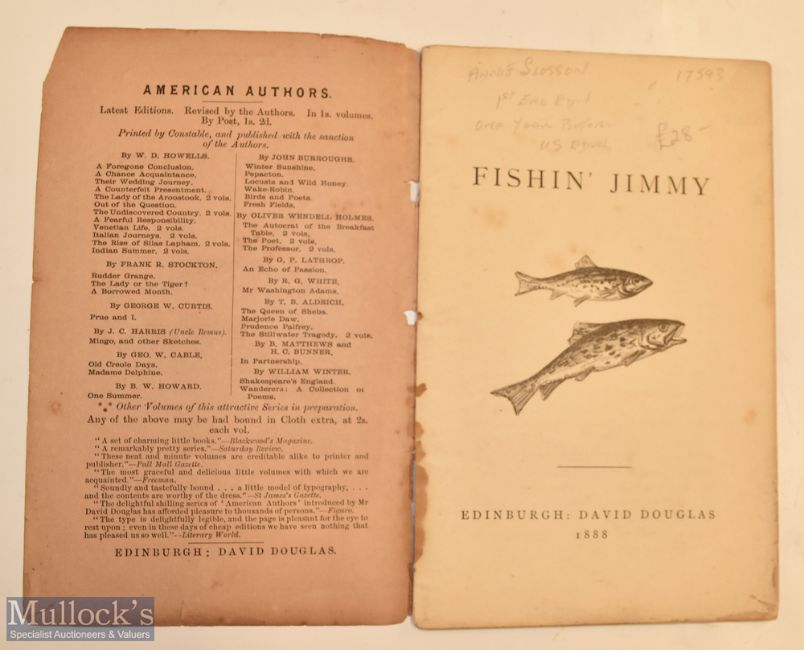 AMERICAN AUTHORS.
Latest Editions. Revised by the Authors. In 1s. volumes.
By Post, 1s. 2d.
Printed by Constable, and published with the sanction
of the Authors.
By W. D. HOWELLS.
A Foregone Conclusion.
A Chance Acquaintance.
Their Wedding Journey.
A Counterfeit Presentment.
The Lady of the Aroostook, 2 vols.
Out of the Question.
The Undiscovered Country. 2 vols.
A Fearful Responsibility.
Venetian Life, 2 vols.
Italian Journeys, 2 vols.
The Rise of Silas Lapham, 2 vols.
Indian Summer, 2 vols.
By FRANK R. STOCKTON.
Rudder Grange.
The Lady or the Tiger?
A Borrowed Month.
By GEORGE W. CURTIS.
Prue and I.
By J. C. HARRIS (Uncle Remus).
Mingo, and other Sketches.
By GEO. W. CABLE.
Old Creole Days.
Madame Delphine.
By B. W. HOWARD.
One Summer.
By JOHN BURROUGHS.
Winter Sunshine.
Pepacton.
Locusts and Wild Honey.
Wake-Robin.
Birds and Poets.
Fresh Fields.
By OLIVER WENDELL HOLMES.
The Autocrat of the Breakfast
Table, 2 vols.
The Poet, 2 vols.
The Professor, 2 vols.
By G. P. LATHROP.
An Echo of Passion.
By R. G. WHITE.
Mr Washington Adams.
By T. B. ALDRICH.
The Queen of Sheba.
Marjorie Daw.
Prudence Palfrey.
The Stillwater Tragedy, 2 vols.
By B. MATTHEWS and
H. C. BUNNER.
In Partnership.
By WILLIAM WINTER.
Shakespeare's England.
Wanderers: A Collection of
Poems.
*** Other Volumes of this attractive Series in preparation.
Any of the above may be had bound in Cloth extra, at 2s.
each vol.
"A set of charming little books."—Blackwood's Magazine.
"A remarkably pretty series."—Saturday Review.
"These neat and minute volumes are creditable alike to printer and
publisher."—Pall Mall Gazette.
"The most graceful and delicious little volumes with which we are
acquainted."—Freeman.
"Soundly and tastefully bound . . . a little model of typography, . . .
and the contents are worthy of the dress."—St James's Gazette.
"The delightful shilling series of 'American Authors' introduced by Mr
David Douglas has afforded pleasure to thousands of persons."—Figaro.
"The type is delightfully legible, and the page is pleasant for the eye to
rest upon; even in these days of cheap editions we have seen nothing that
has pleased us so well."—Literary World.
EDINBURGH: DAVID DOUGLAS.
Annie Slosson 17593
1st
One Year Before
US £28-
FISHIN' JIMMY
EDINBURGH: DAVID DOUGLAS
1888
Mullock's
Specialist Auctioneers & Valuers